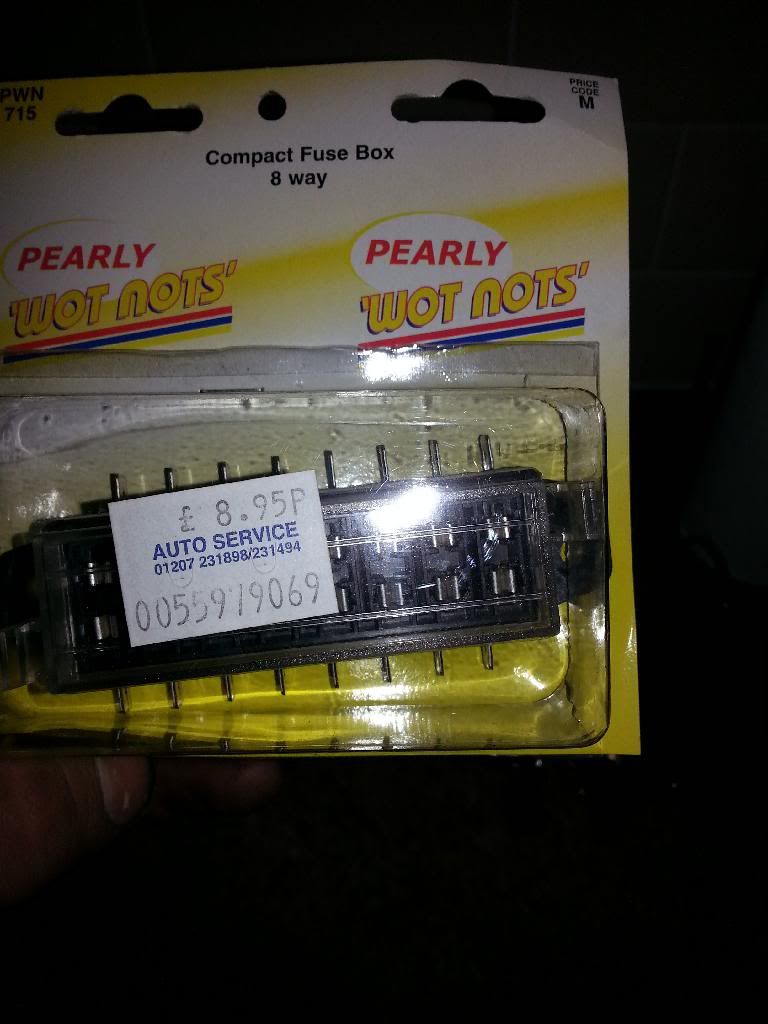 PWN
715
PRICE
CODE
M
Compact Fuse Box
8 way
PEARLY
'WOT NOTS'
PEARLY
'WOT NOTS'
£ 8.95P
AUTO SERVICE
01207 231898/231494
0055979069